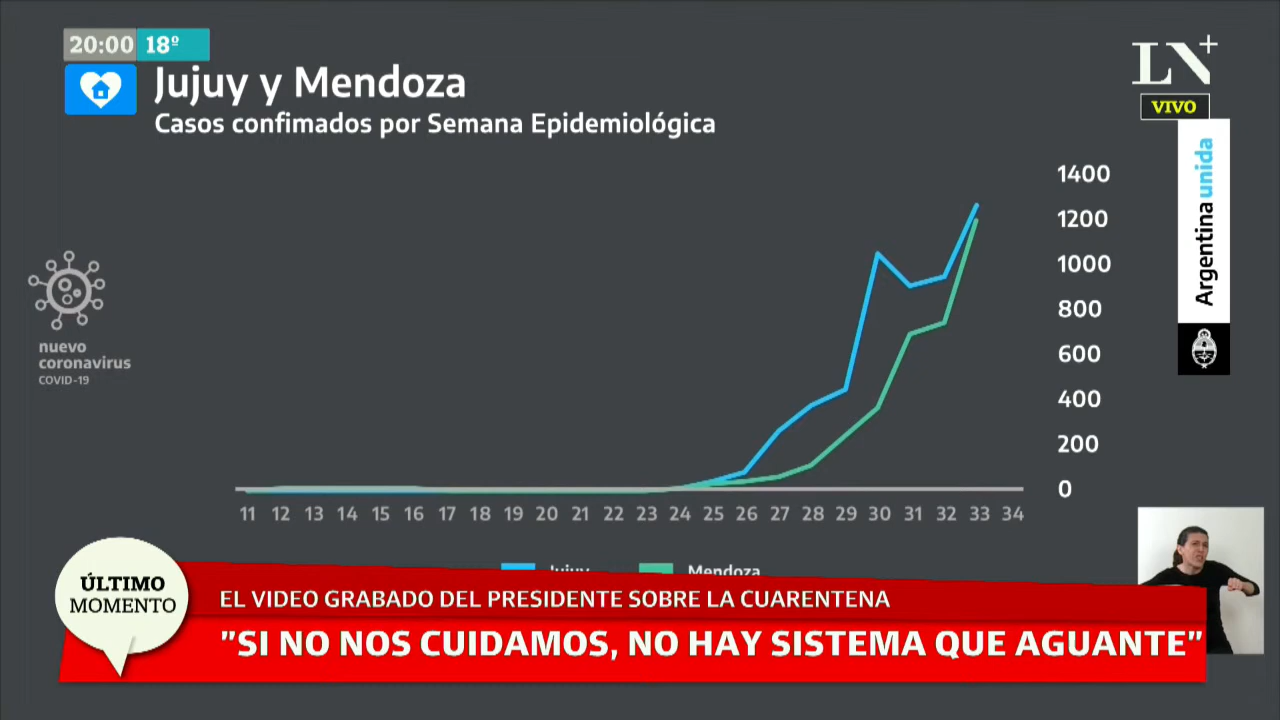 20:00 18º
Jujuy y Mendoza
Casos confimados por Semana Epidemiológica
LN+
VIVO
Argentina unida
nuevo
coronavirus
COVID-19
1400
1200
1000
800
600
400
200
0
11 12 13 14 15 16 17 18 19 20 21 22 23 24 25 26 27 28 29 30 31 32 33 34
Jujuy Mendoza
ÚLTIMO
MOMENTO
EL VIDEO GRABADO DEL PRESIDENTE SOBRE LA CUARENTENA
"SI NO NOS CUIDAMOS, NO HAY SISTEMA QUE AGUANTE"